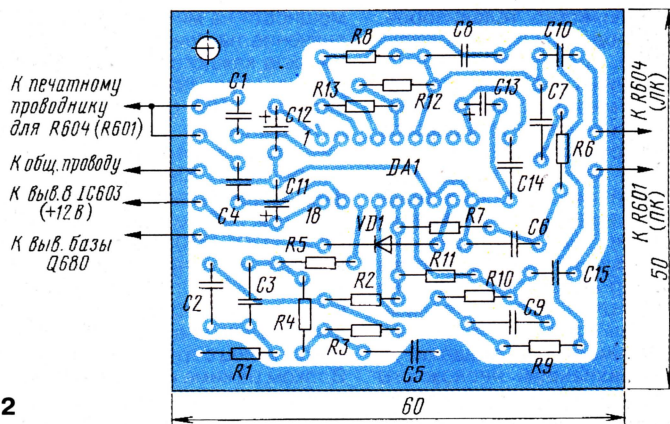 К печатному
проводнику
для R604 (R601)
К общ. проводу
К выв. 8 IC603
(+12 В)
К выв. базы
Q680
R8
C8
C10
C1
R13
R12
C13
C7
+
C12
+
1
R6
DA1
C14
C4
C11
+
18
VD1
R7
C6
R5
R11
C2
C3
R2
R10
C15
R4
R3
C9
R1
C5
R9
К R604
(ЛК)
К R601
(ПК)
50
60
2